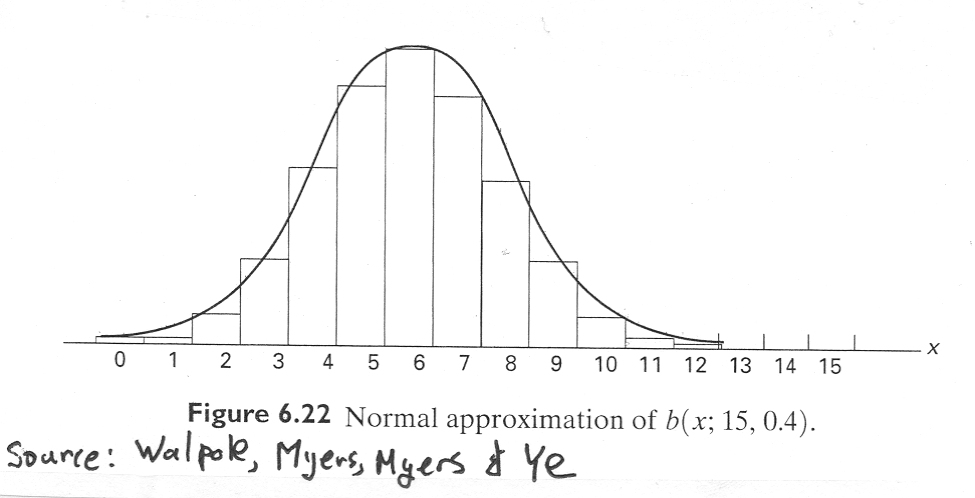 x
0 1 2 3 4 5 6 7 8 9 10 11 12 13 14 15
Figure 6.22 Normal approximation of b(x; 15, 0.4).
Source: Walpole, Myers, Myers & Ye